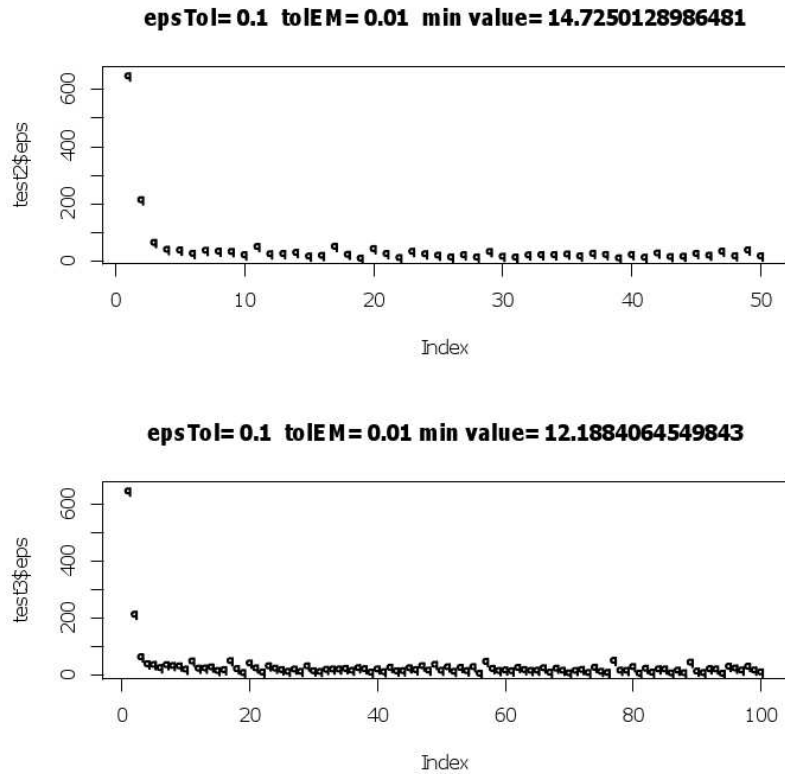 epsTol= 0.1 tolEM= 0.01 min value= 14.7250128986481
600
400
200
0
test2$eps
0 10 20 30 40 50
Index
epsTol= 0.1 tolEM= 0.01 min value= 12.1884064549843
600
400
200
0
test3$eps
0 20 40 60 80 100
Index